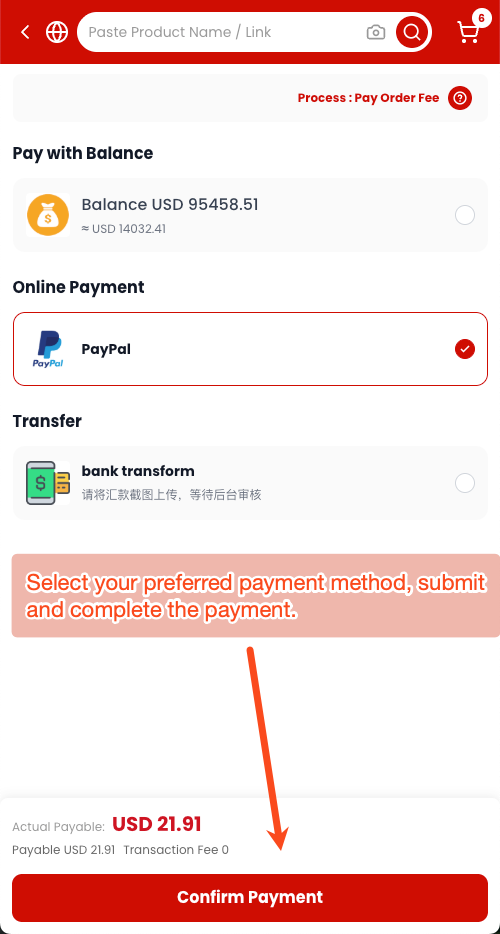 Paste Product Name / Link
6
Process : Pay Order Fee
Pay with Balance
Balance USD 95458.51
≈ USD 14032.41
Online Payment
PayPal
PayPal
Transfer
bank transform
请将汇款截图上传，等待后台审核
Select your preferred payment method, submit
and complete the payment.
Actual Payable: USD 21.91
Payable USD 21.91 Transaction Fee 0
Confirm Payment